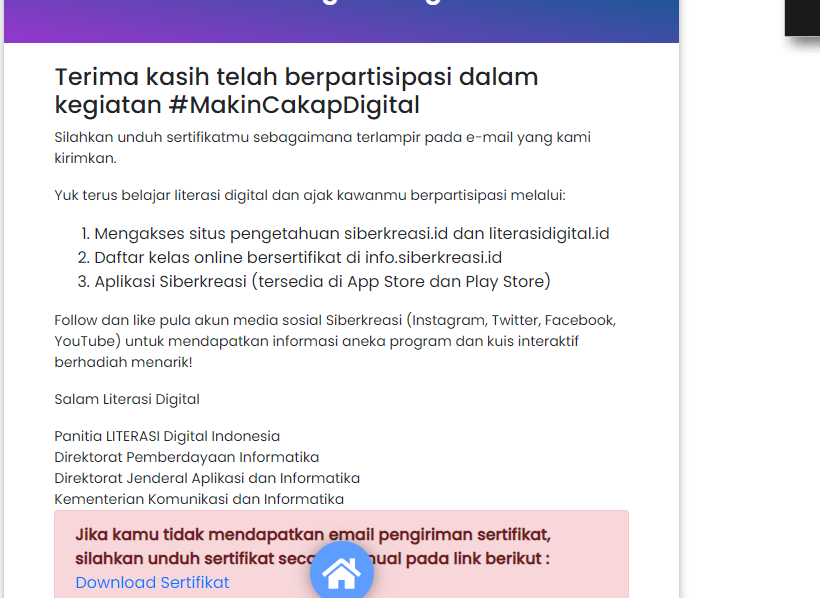 Terima kasih telah berpartisipasi dalam
kegiatan #MakinCakapDigital
Silahkan unduh sertifikatmu sebagaimana terlampir pada e-mail yang kami
kirimkan.
Yuk terus belajar literasi digital dan ajak kawanmu berpartisipasi melalui:
1. Mengakses situs pengetahuan siberkreasi.id dan literasidigital.id
2. Daftar kelas online bersertifikat di info.siberkreasi.id
3. Aplikasi Siberkreasi (tersedia di App Store dan Play Store)
Follow dan like pula akun media sosial Siberkreasi (Instagram, Twitter, Facebook,
YouTube) untuk mendapatkan informasi aneka program dan kuis interaktif
berhadiah menarik!
Salam Literasi Digital
Panitia LITERASI Digital Indonesia
Direktorat Pemberdayaan Informatika
Direktorat Jenderal Aplikasi dan Informatika
Kementerian Komunikasi dan Informatika
Jika kamu tidak mendapatkan email pengiriman sertifikat,
silahkan unduh sertifikat pada link berikut :
Download Sertifikat